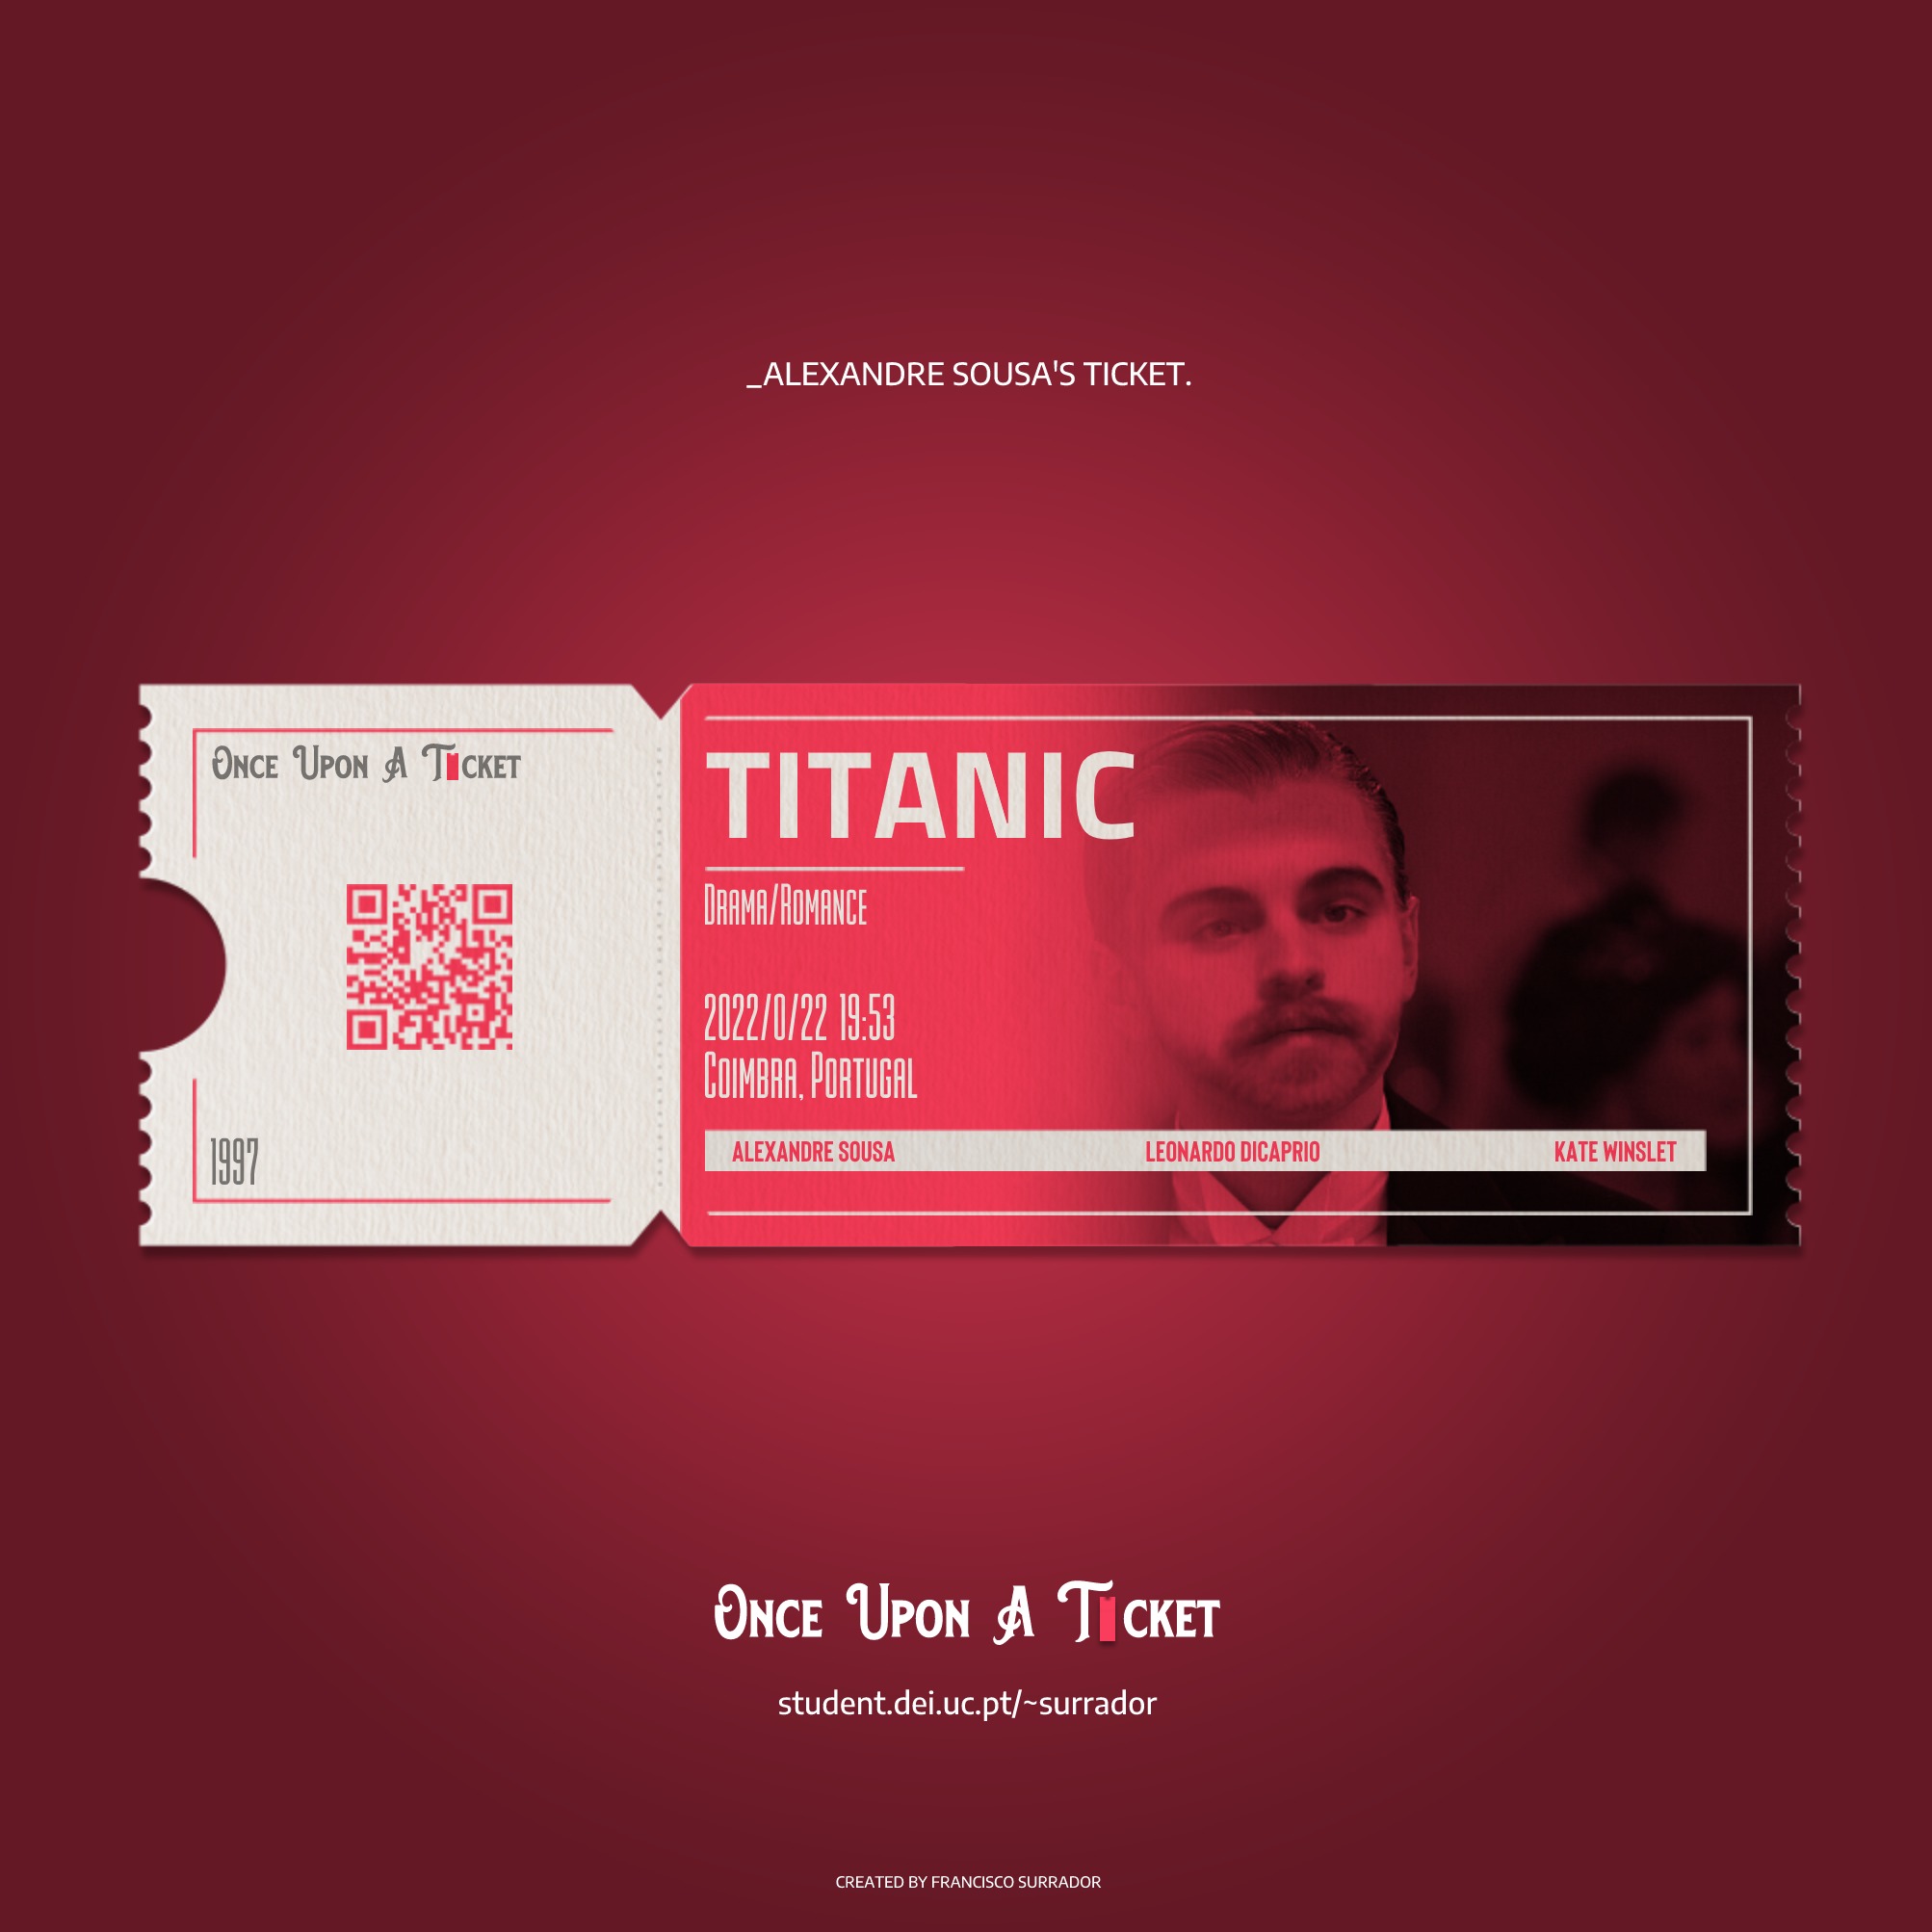 _ALEXANDRE SOUSA'S TICKET.
ONCE UPON A TICKET
1997
TITANIC
DRAMA/ROMANCE
2022/0/22 19:53
COIMBRA, PORTUGAL
ALEXANDRE SOUSA LEONARDO DICAPRIO KATE WINSLET
ONCE UPON A TICKET
student.dei.uc.pt/~surrador
CREATED BY FRANCISCO SURRADOR